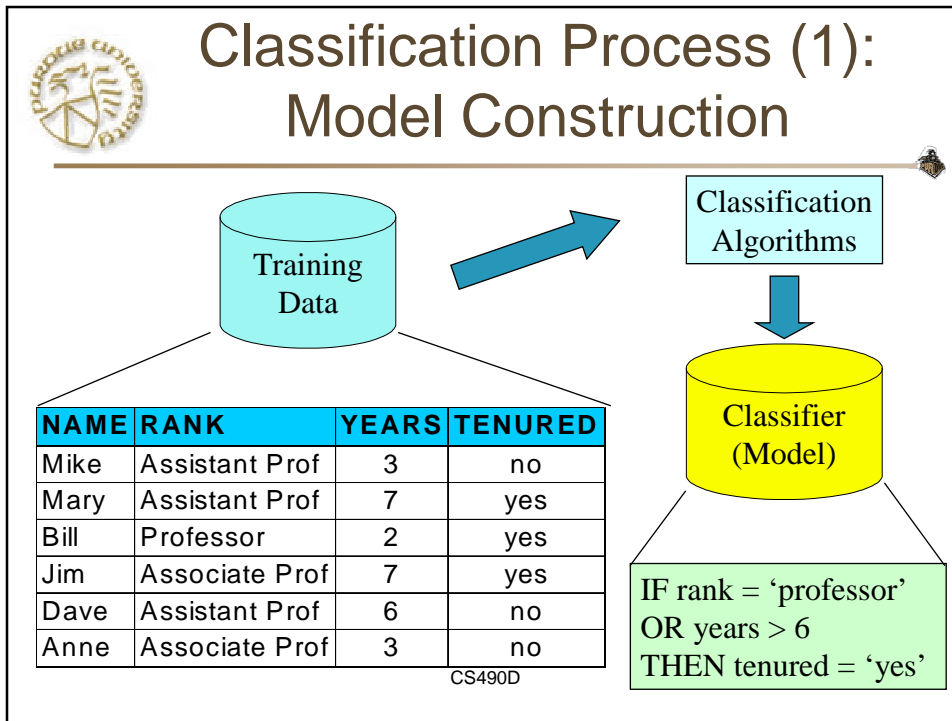 Classification Process (1):
Model Construction
Training
Data
Classification
Algorithms
NAME RANK YEARS TENURED
Mike Assistant Prof 3 no
Mary Assistant Prof 7 yes
Bill Professor 2 yes
Jim Associate Prof 7 yes
Dave Assistant Prof 6 no
Anne Associate Prof 3 no
Classifier
(Model)
IF rank = ‘professor’
OR years > 6
THEN tenured = ‘yes’
CS490D